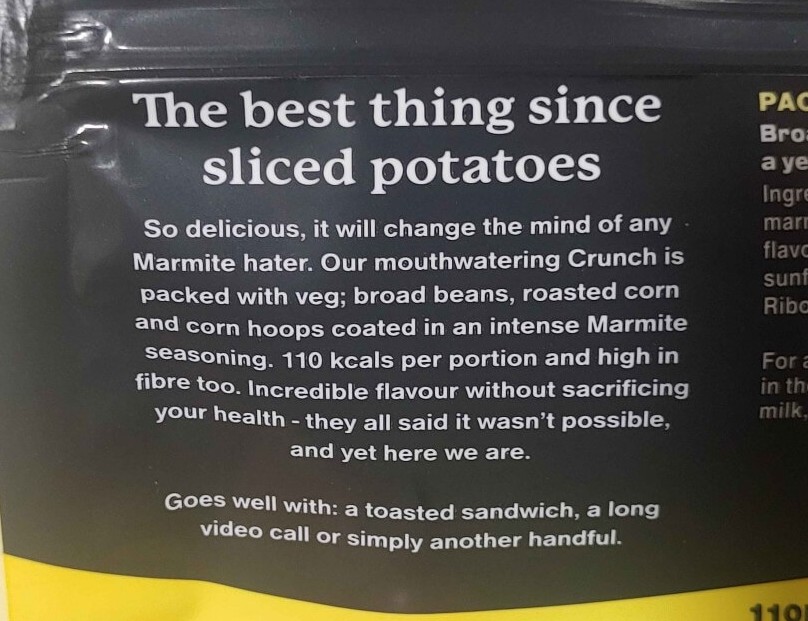 The best thing since
sliced potatoes
So delicious, it will change the mind of any
Marmite hater. Our mouthwatering Crunch is
packed with veg; broad beans, roasted corn
and corn hoops coated in an intense Marmite
seasoning. 110 kcals per portion and high in
fibre too. Incredible flavour without sacrificing
your health - they all said it wasn't possible,
and yet here we are.
Goes well with: a toasted sandwich, a long
video call or simply another handful.
a
For
in
milk,